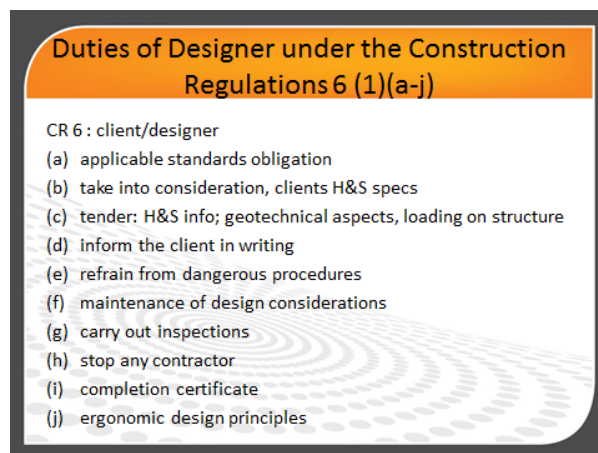 Duties of Designer under the Construction
Regulations 6 (1)(a-j)
CR 6 : client/designer
(a) applicable standards obligation
(b) take into consideration, clients H&S specs
(c) tender: H&S info; geotechnical aspects, loading on structure
(d) inform the client in writing
(e) refrain from dangerous procedures
(f) maintenance of design considerations
(g) carry out inspections
(h) stop any contractor
(i) completion certificate
(j) ergonomic design principles